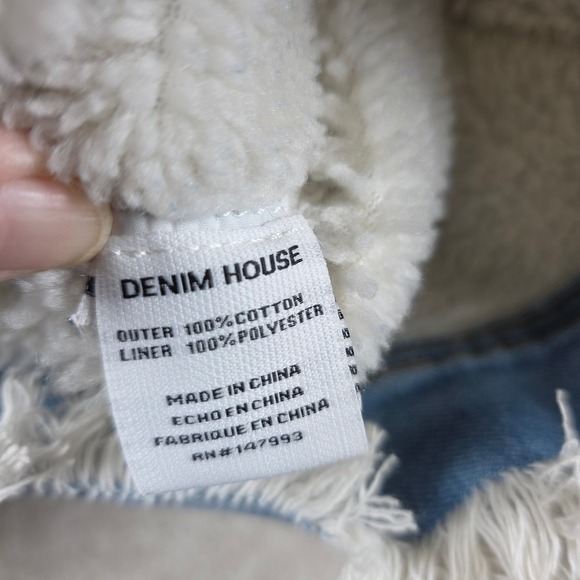 DENIM HOUSE
OUTER 100%COTTON
LINER 100%POLYESTER
MADE IN CHINA
ECHO EN CHINA
FABRIQUE EN CHINA
RN#147993